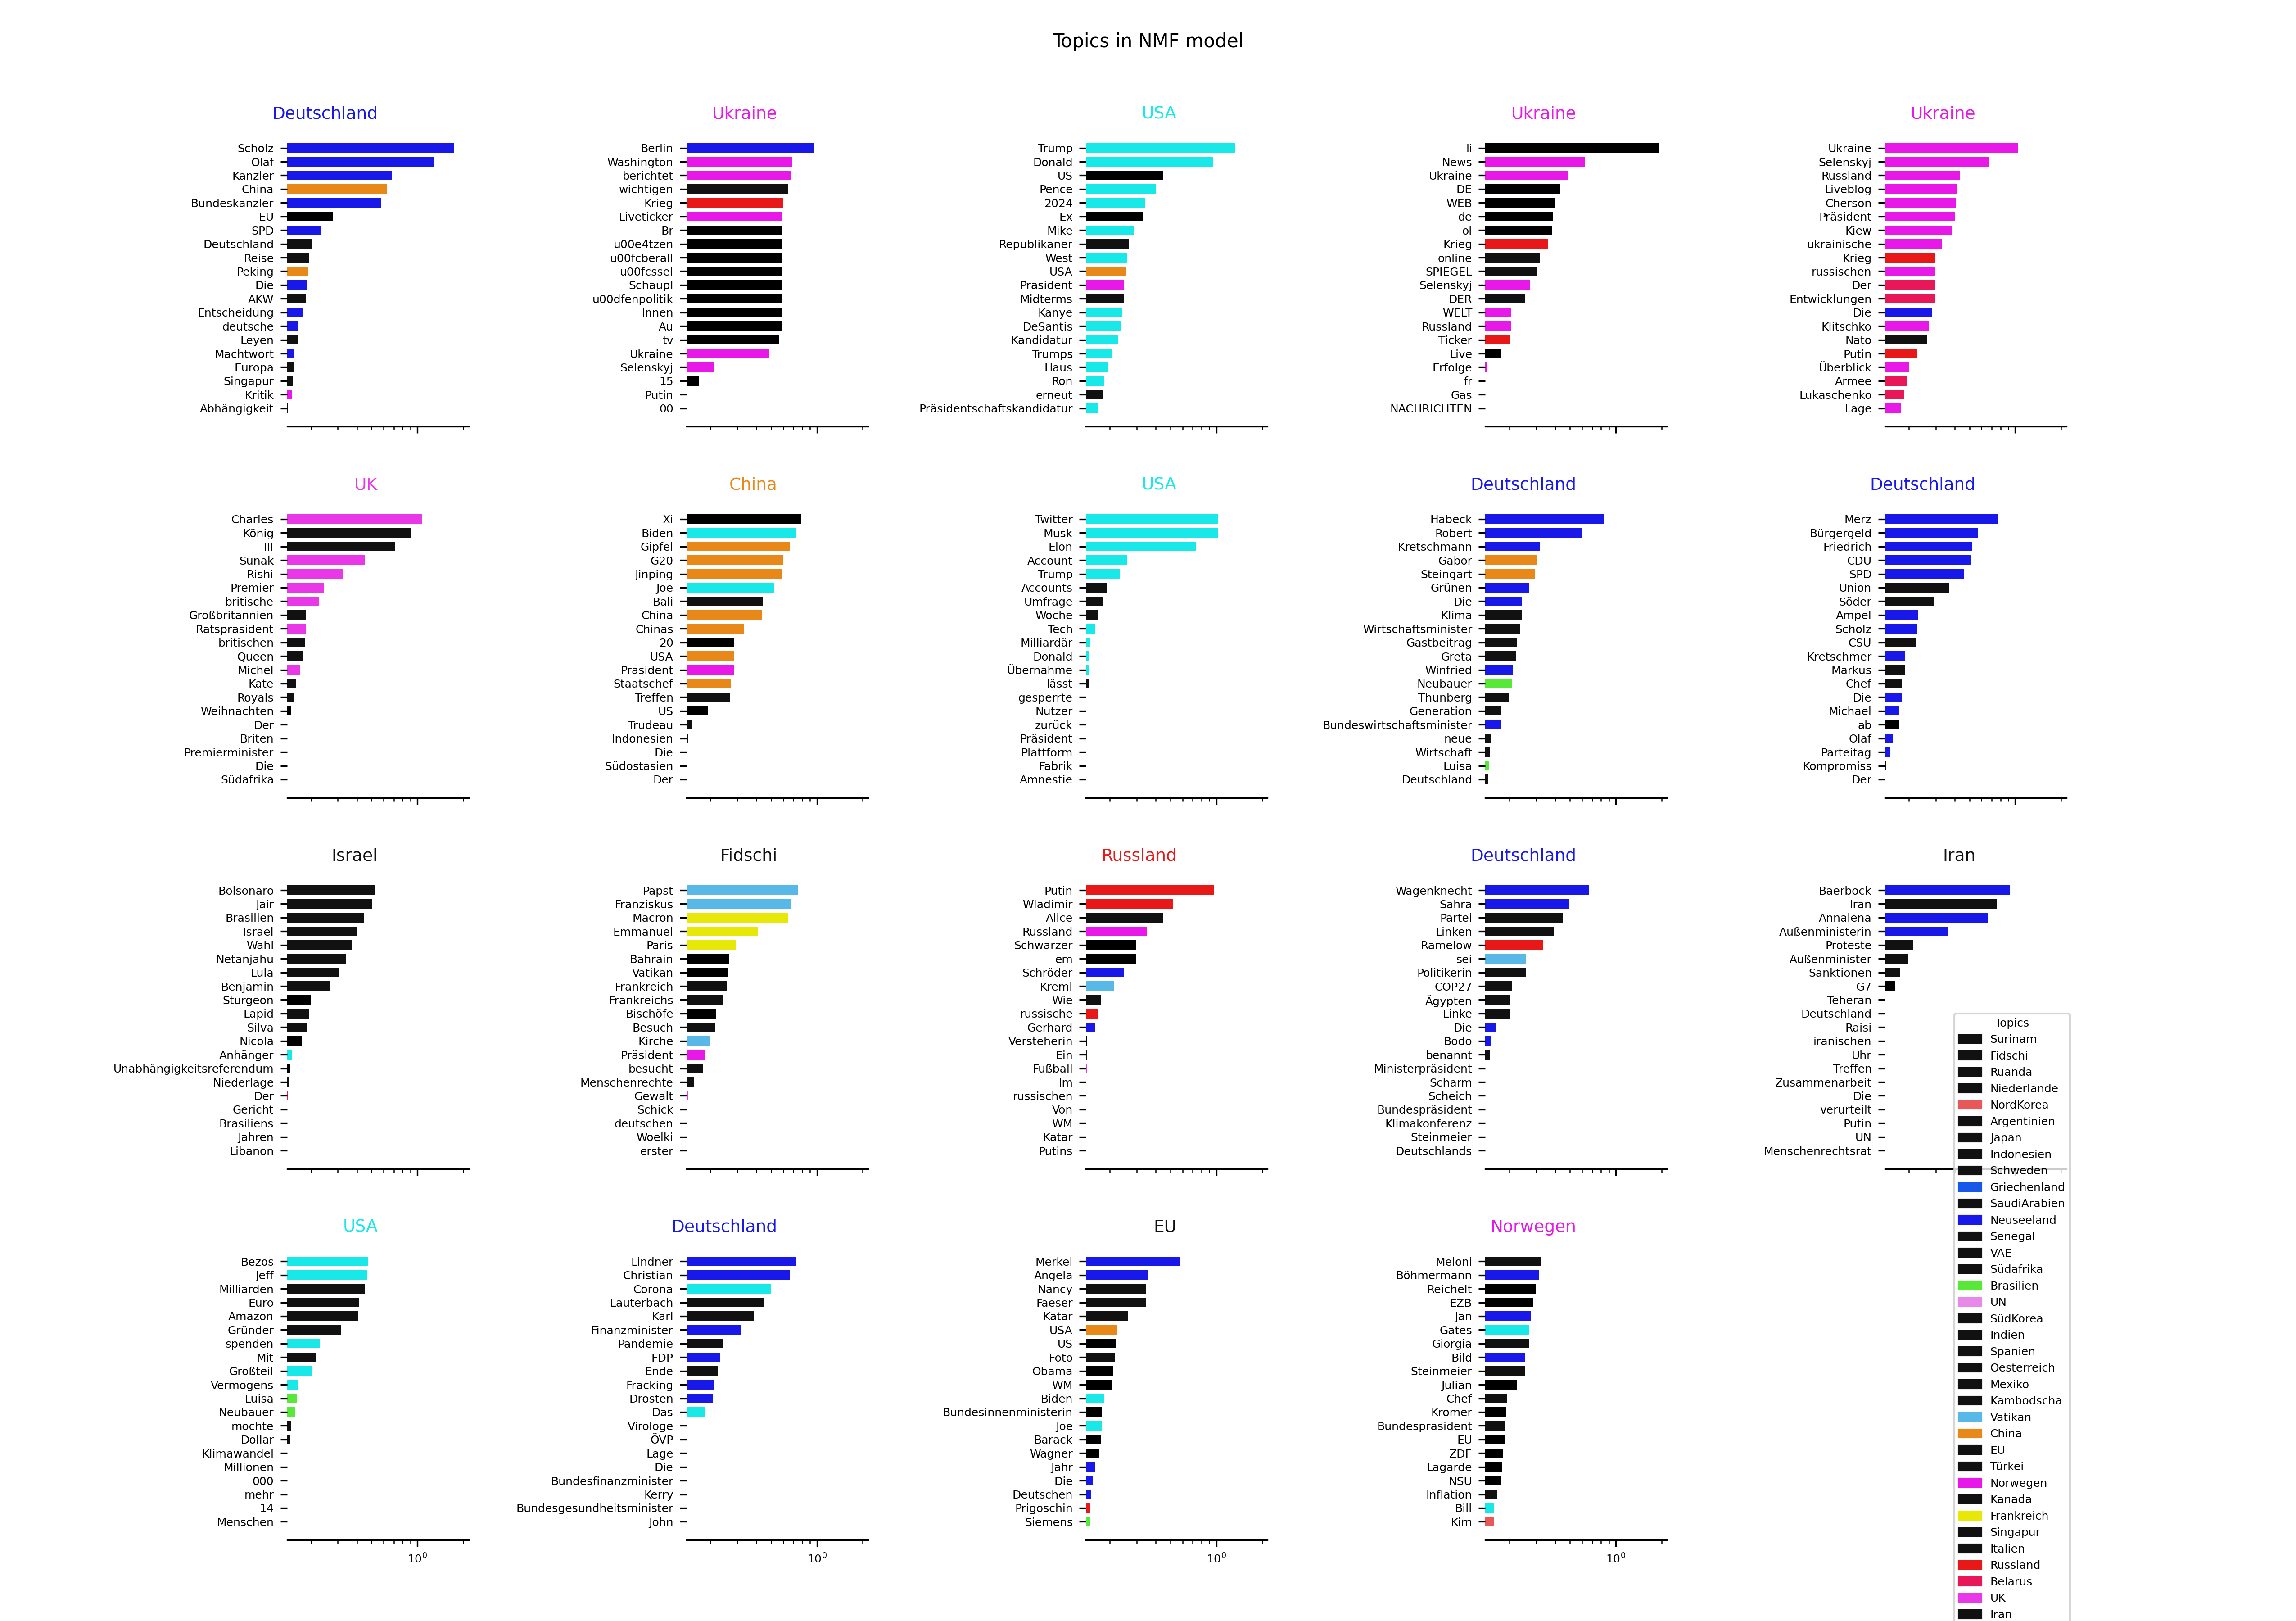 Topics in NMF model
Deutschland
Scholz
Olaf
Kanzler
China
Bundeskanzler
EU
SPD
Deutschland
Reise
Peking
Die
AKW
Entscheidung
deutsche
Leyen
Machtwort
Europa
Singapur
Kritik
Abhängigkeit
Ukraine
Berlin
Washington
berichtet
wichtigen
Krieg
Liveticker
Br
u00e4tzen
u00fcberall
u00fcssel
Schaupl
u00dfenpolitik
Innen
Au
tv
Ukraine
Selenskyj
15
Putin
00
USA
Trump
Donald
US
Pence
2024
Ex
Mike
Republikaner
West
USA
Präsident
Midterms
Kanye
DeSantis
Kandidatur
Trumps
Haus
Ron
erneut
Präsidentschaftskandidatur
Ukraine
li
News
Ukraine
DE
WEB
de
ol
Krieg
online
SPIEGEL
Selenskyj
DER
WELT
Russland
Ticker
Live
Erfolge
fr
Gas
NACHRICHTEN
Ukraine
Ukraine
Selenskyj
Russland
Liveblog
Cherson
Präsident
Kiew
ukrainische
Krieg
russischen
Der
Entwicklungen
Die
Klitschko
Nato
Putin
Überblick
Armee
Lukaschenko
Lage
UK
Charles
König
III
Sunak
Rishi
Premier
britische
Großbritannien
Ratspräsident
britischen
Queen
Michel
Kate
Royals
Weihnachten
Der
Briten
Premierminister
Die
Südafrika
China
Xi
Biden
Gipfel
G20
Jinping
Joe
Bali
China
Chinas
20
USA
Präsident
Staatschef
Treffen
US
Trudeau
Indonesien
Die
Südostasien
Der
USA
Twitter
Musk
Elon
Account
Trump
Accounts
Umfrage
Woche
Tech
Milliardär
Donald
Übernahme
lässt
gesperrte
Nutzer
zurück
Präsident
Plattform
Fabrik
Amnestie
Deutschland
Habeck
Robert
Kretschmann
Gabor
Steingart
Grünen
Die
Klima
Wirtschaftsminister
Gastbeitrag
Greta
Winfried
Neubauer
Thunberg
Generation
Bundeswirtschaftsminister
neue
Wirtschaft
Luisa
Deutschland
Deutschland
Merz
Bürgergeld
Friedrich
CDU
SPD
Union
Söder
Ampel
Scholz
CSU
Kretschmer
Markus
Chef
Die
Michael
ab
Olaf
Parteitag
Kompromiss
Der
Israel
Bolsonaro
Jair
Brasilien
Israel
Wahl
Netanjahu
Lula
Benjamin
Sturgeon
Lapid
Silva
Nicola
Anhänger
Unabhängigkeitsreferendum
Niederlage
Der
Gericht
Brasiliens
Jahren
Libanon
Fidschi
Papst
Franziskus
Macron
Emmanuel
Paris
Bahrain
Vatikan
Frankreich
Frankreichs
Bischöfe
Besuch
Kirche
Präsident
besucht
Menschenrechte
Gewalt
Schick
deutschen
Woelki
erster
Russland
Putin
Wladimir
Alice
Russland
Schwarzer
em
Schröder
Kreml
Wie
russische
Gerhard
Versteherin
Ein
Fußball
Im
russischen
Von
WM
Katar
Putins
Deutschland
Wagenknecht
Sahra
Partei
Linken
Ramelow
sei
Politikerin
COP27
Ägypten
Linke
Die
Bodo
benannt
Ministerpräsident
Scharm
Scheich
Bundespräsident
Klimakonferenz
Steinmeier
Deutschlands
Iran
Baerbock
Iran
Annalena
Außenministerin
Proteste
Außenminister
Sanktionen
G7
Teheran
Deutschland
Raisi
iranischen
Uhr
Treffen
Zusammenarbeit
Die
verurteilt
Putin
UN
Menschenrechtsrat
USA
Bezos
Jeff
Milliarden
Euro
Amazon
Gründer
spenden
Mit
Großteil
Vermögens
Luisa
Neubauer
möchte
Dollar
Klimawandel
Millionen
000
mehr
14
Menschen
10⁰
Deutschland
Lindner
Christian
Corona
Lauterbach
Karl
Finanzminister
Pandemie
FDP
Ende
Fracking
Drosten
Das
Virologe
ÖVP
Lage
Die
Bundesfinanzminister
Kerry
Bundesgesundheitsminister
John
10⁰
EU
Merkel
Angela
Nancy
Faeser
Katar
USA
US
Foto
Obama
WM
Biden
Bundesinnenministerin
Joe
Barack
Wagner
Jahr
Die
Deutschen
Prigoschin
Siemens
10⁰
Norwegen
Meloni
Böhmermann
Reichelt
EZB
Jan
Gates
Giorgia
Bild
Steinmeier
Julian
Chef
Krömer
Bundespräsident
EU
ZDF
Lagarde
NSU
Inflation
Bill
Kim
10⁰
Topics
Surinam
Fidschi
Ruanda
Niederlande
NordKorea
Argentinien
Japan
Indonesien
Schweden
Griechenland
SaudiArabien
Neuseeland
Senegal
VAE
Südafrika
Brasilien
UN
SüdKorea
Indien
Spanien
Oesterreich
Mexiko
Kambodscha
Vatikan
China
EU
Türkei
Norwegen
Kanada
Frankreich
Singapur
Italien
Russland
Belarus
UK
Iran